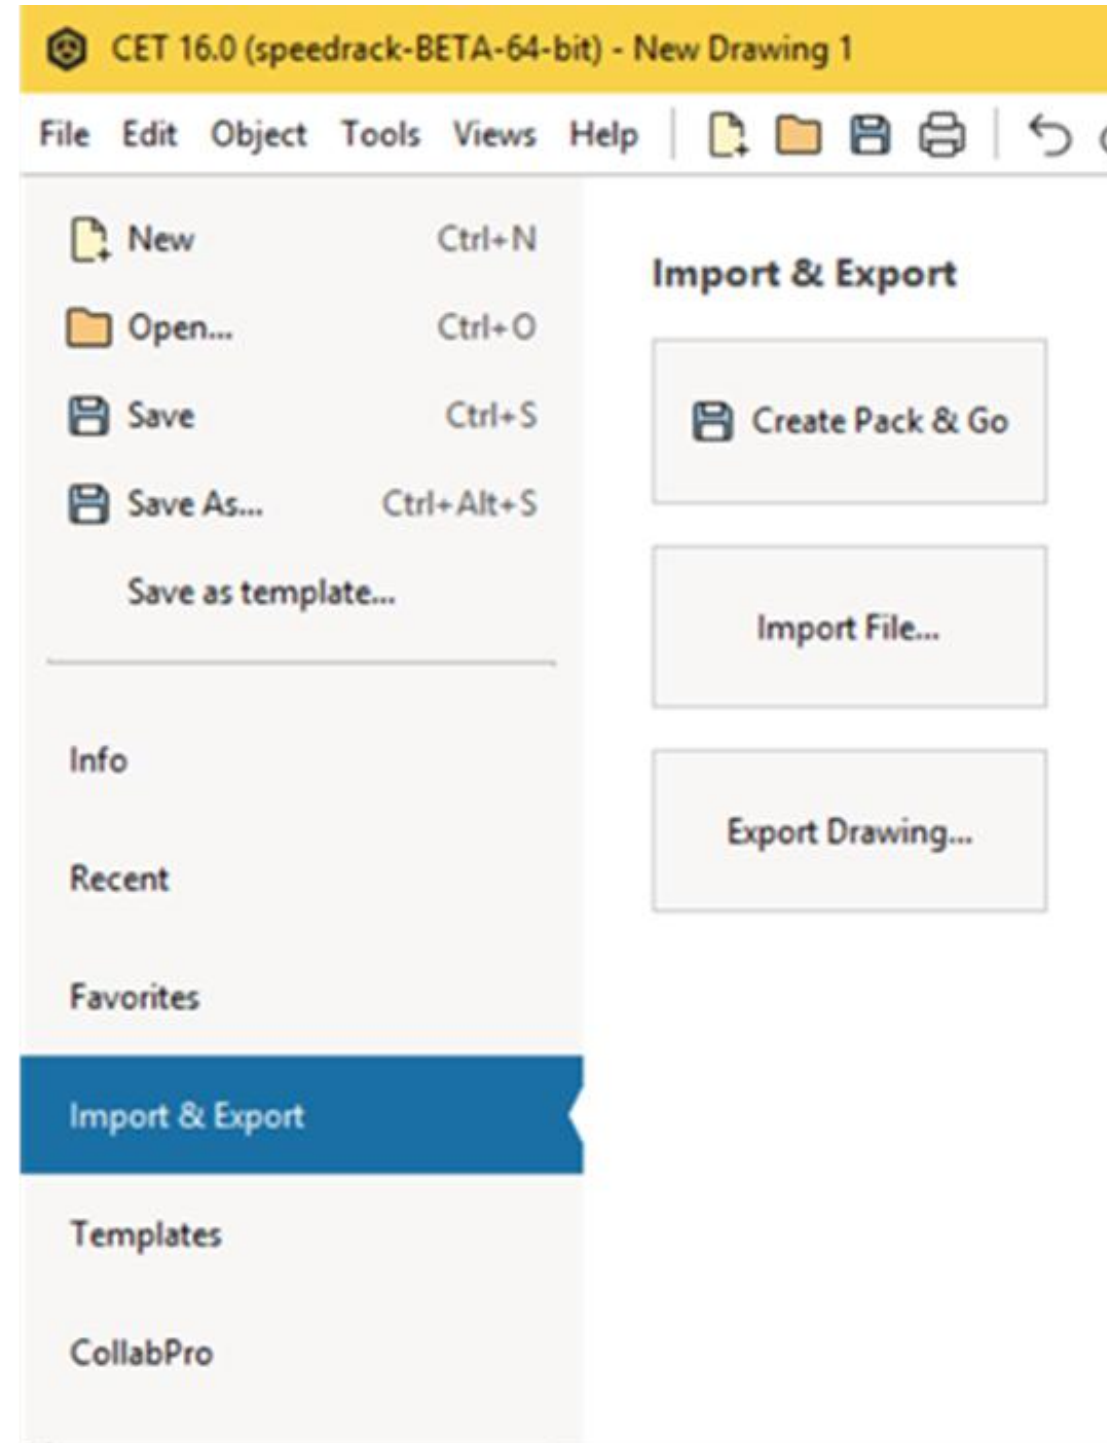 CET 16.0 (speedrack-BETA-64-bit) - New Drawing 1
File Edit Object Tools Views Help
New Ctrl+N
Open... Ctrl+O
Save Ctrl+S
Save As... Ctrl+Alt+S
Save as template...
Info
Recent
Favorites
Import & Export
Templates
CollabPro
Import & Export
Create Pack & Go
Import File...
Export Drawing...